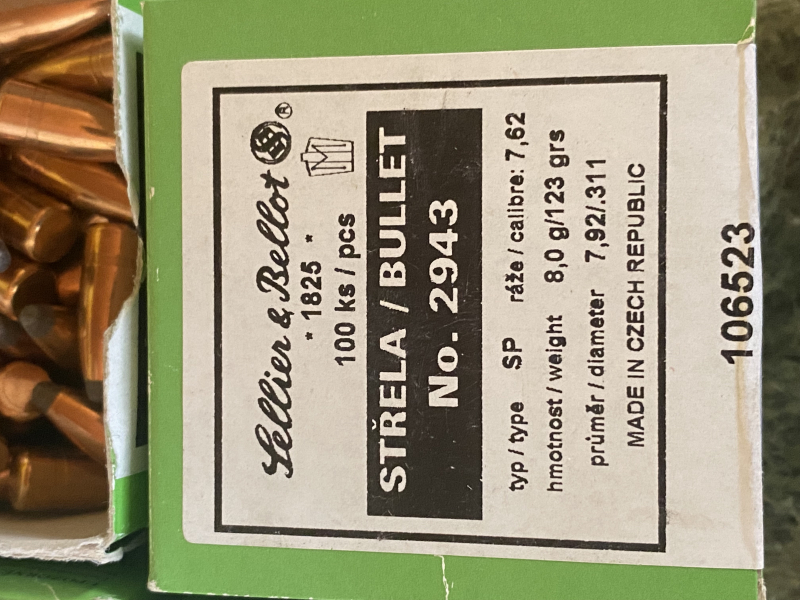 Sellier & Bellot ®
* 1825 *
100 ks / pcs
STŘELA / BULLET
No. 2943
typ / type SP ráže / calibre: 7,62
hmotnost / weight 8,0 g/123 grs
průměr / diameter 7,92/.311
MADE IN CZECH REPUBLIC
106523